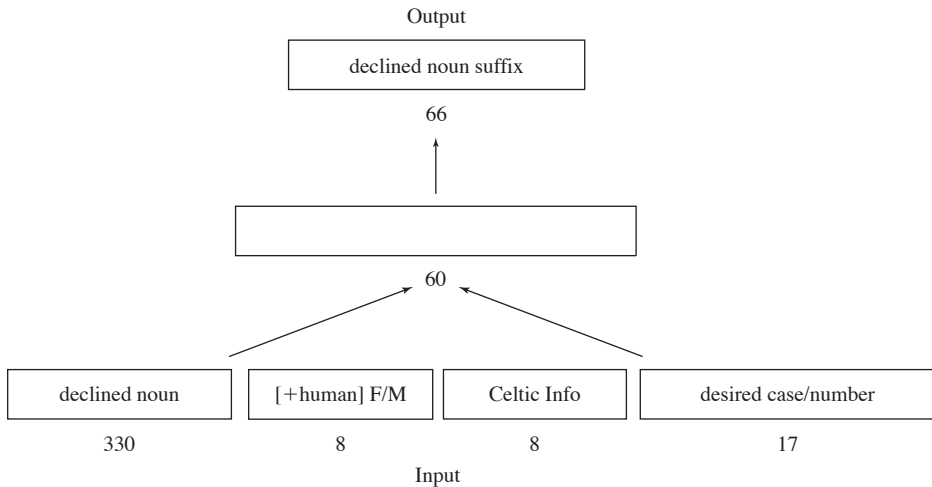 Output
declined noun suffix
66
60
declined noun [+human] F/M Celtic Info desired case/number
330 8 8 17
Input